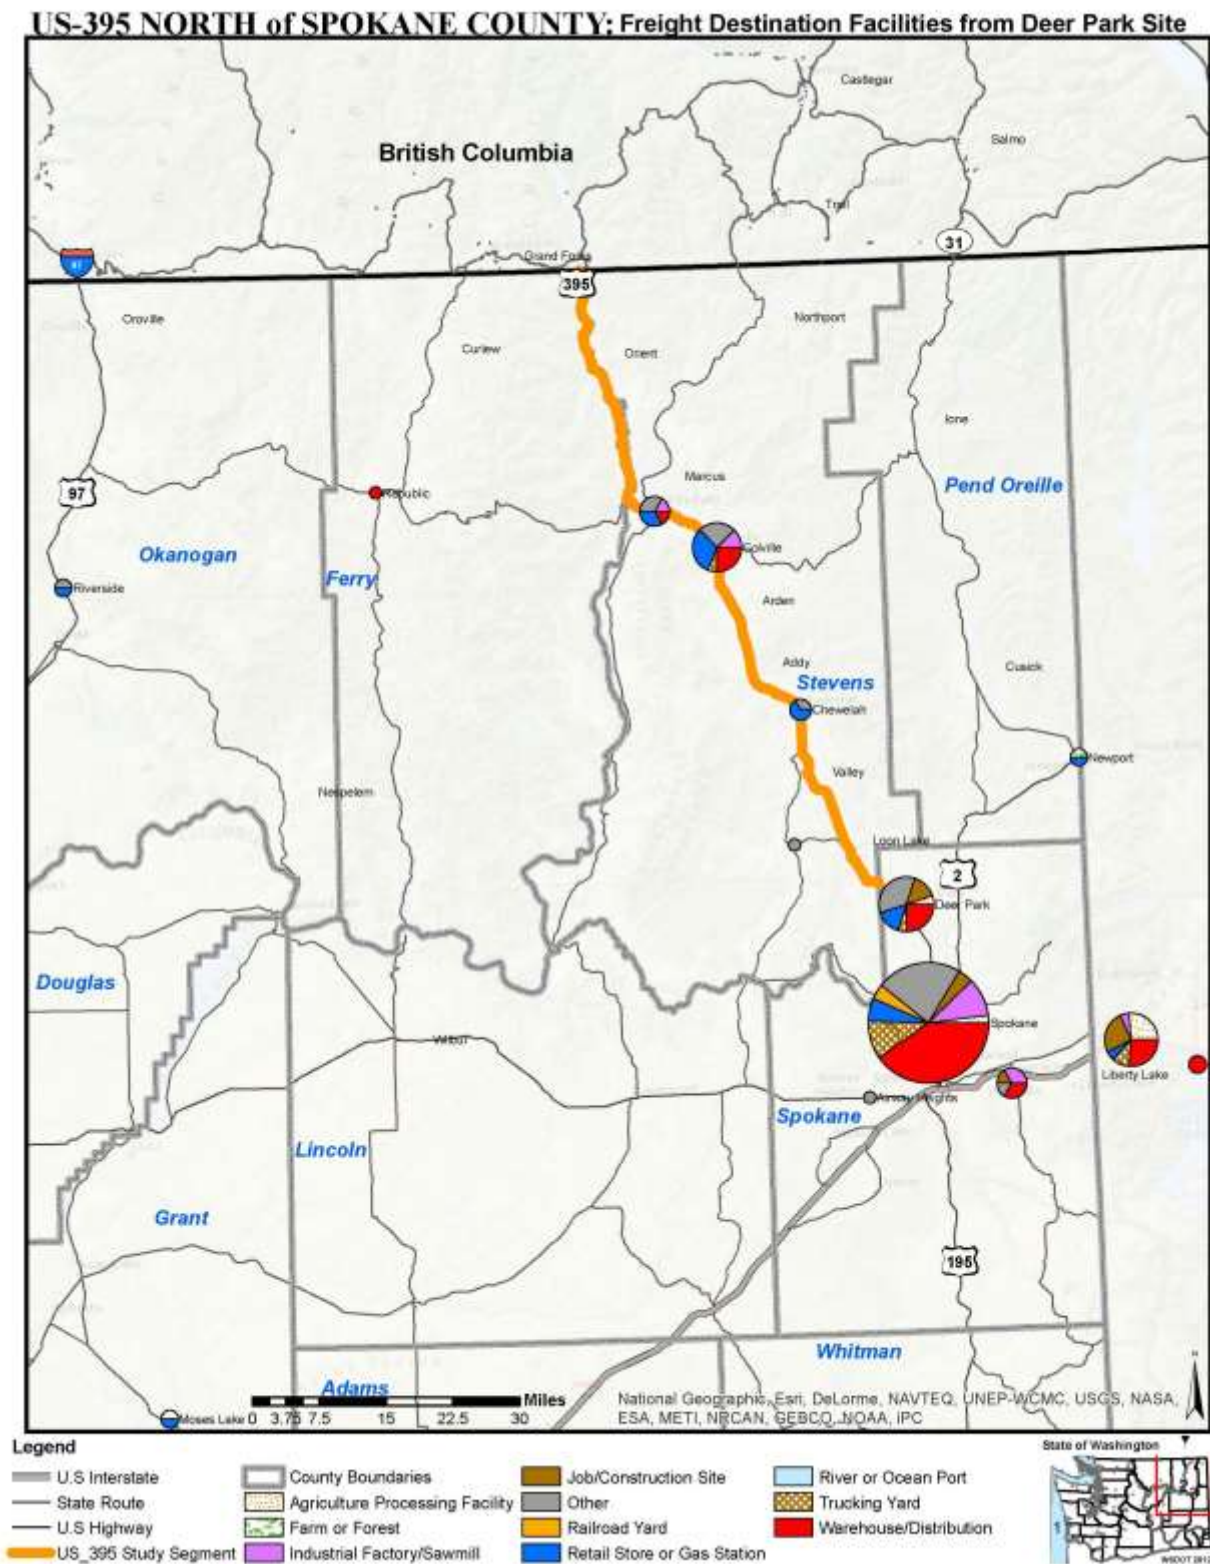 US-395 NORTH of SPOKANE COUNTY: Freight Destination Facilities from Deer Park Site
Castlegar
Salmo
British Columbia
Trail
31
Grand Forks
97
395
Oroville
Northport
Curlew
Orient
Ione
Marcus
Pend Oreille
97
Republic
Okanogan
Colville
Ferry
Riverside
Arden
Addy
Cusick
Stevens
Chewelah
Newport
Valley
Nespelem
Loon Lake
2
Deer Park
Douglas
Spokane
Wilbur
Liberty Lake
Airway Heights
Spokane
Lincoln
Grant
195
Whitman
Adams
Moses Lake
0 3.75 7.5 15 22.5 30
Miles
National Geographic, Esri, DeLorme, NAVTEQ, UNEP-WCMC, USGS, NASA,
ESA, METI, NRCAN, GEBCO, NOAA, iPC
N
Legend
U.S Interstate
State Route
U.S Highway
US_395 Study Segment
County Boundaries
Agriculture Processing Facility
Farm or Forest
Industrial Factory/Sawmill
Job/Construction Site
Other
Railroad Yard
Retail Store or Gas Station
River or Ocean Port
Trucking Yard
Warehouse/Distribution
State of Washington